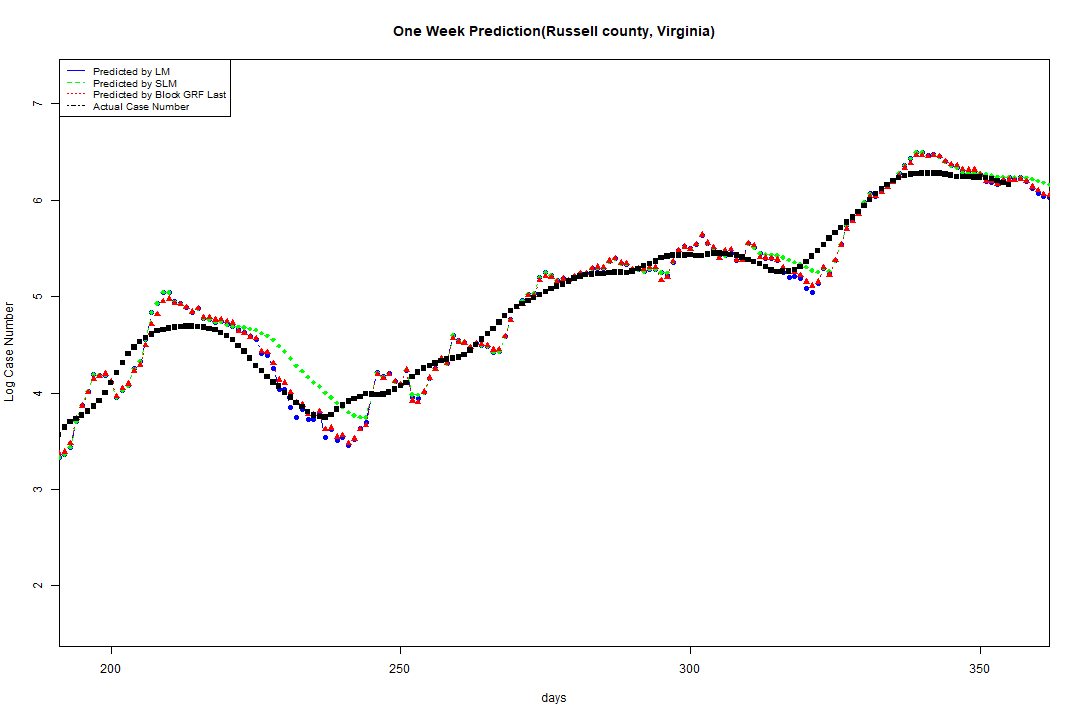 One Week Prediction(Russell county, Virginia)
Predicted by LM
Predicted by SLM
Predicted by Block GRF Last
Actual Case Number
Log Case Number
7
6
5
4
3
2
200
250
300
350
days